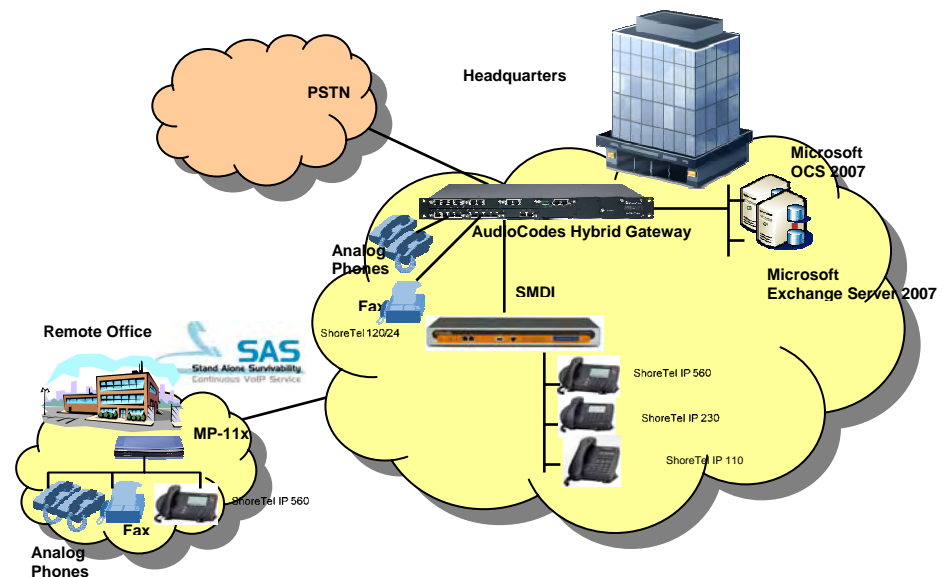 Headquarters
PSTN
Microsoft
OCS 2007
AudioCodes Hybrid Gateway
Analog
Phones
Microsoft
Exchange Server 2007
SMDI
Fax
ShoreTel 120/24
Remote Office
SAS
Stand Alone Survivability
Continuous VoIP Service
ShoreTel IP 560
ShoreTel IP 230
MP-11x
ShoreTel IP 110
ShoreTel IP 560
Fax
Analog
Phones